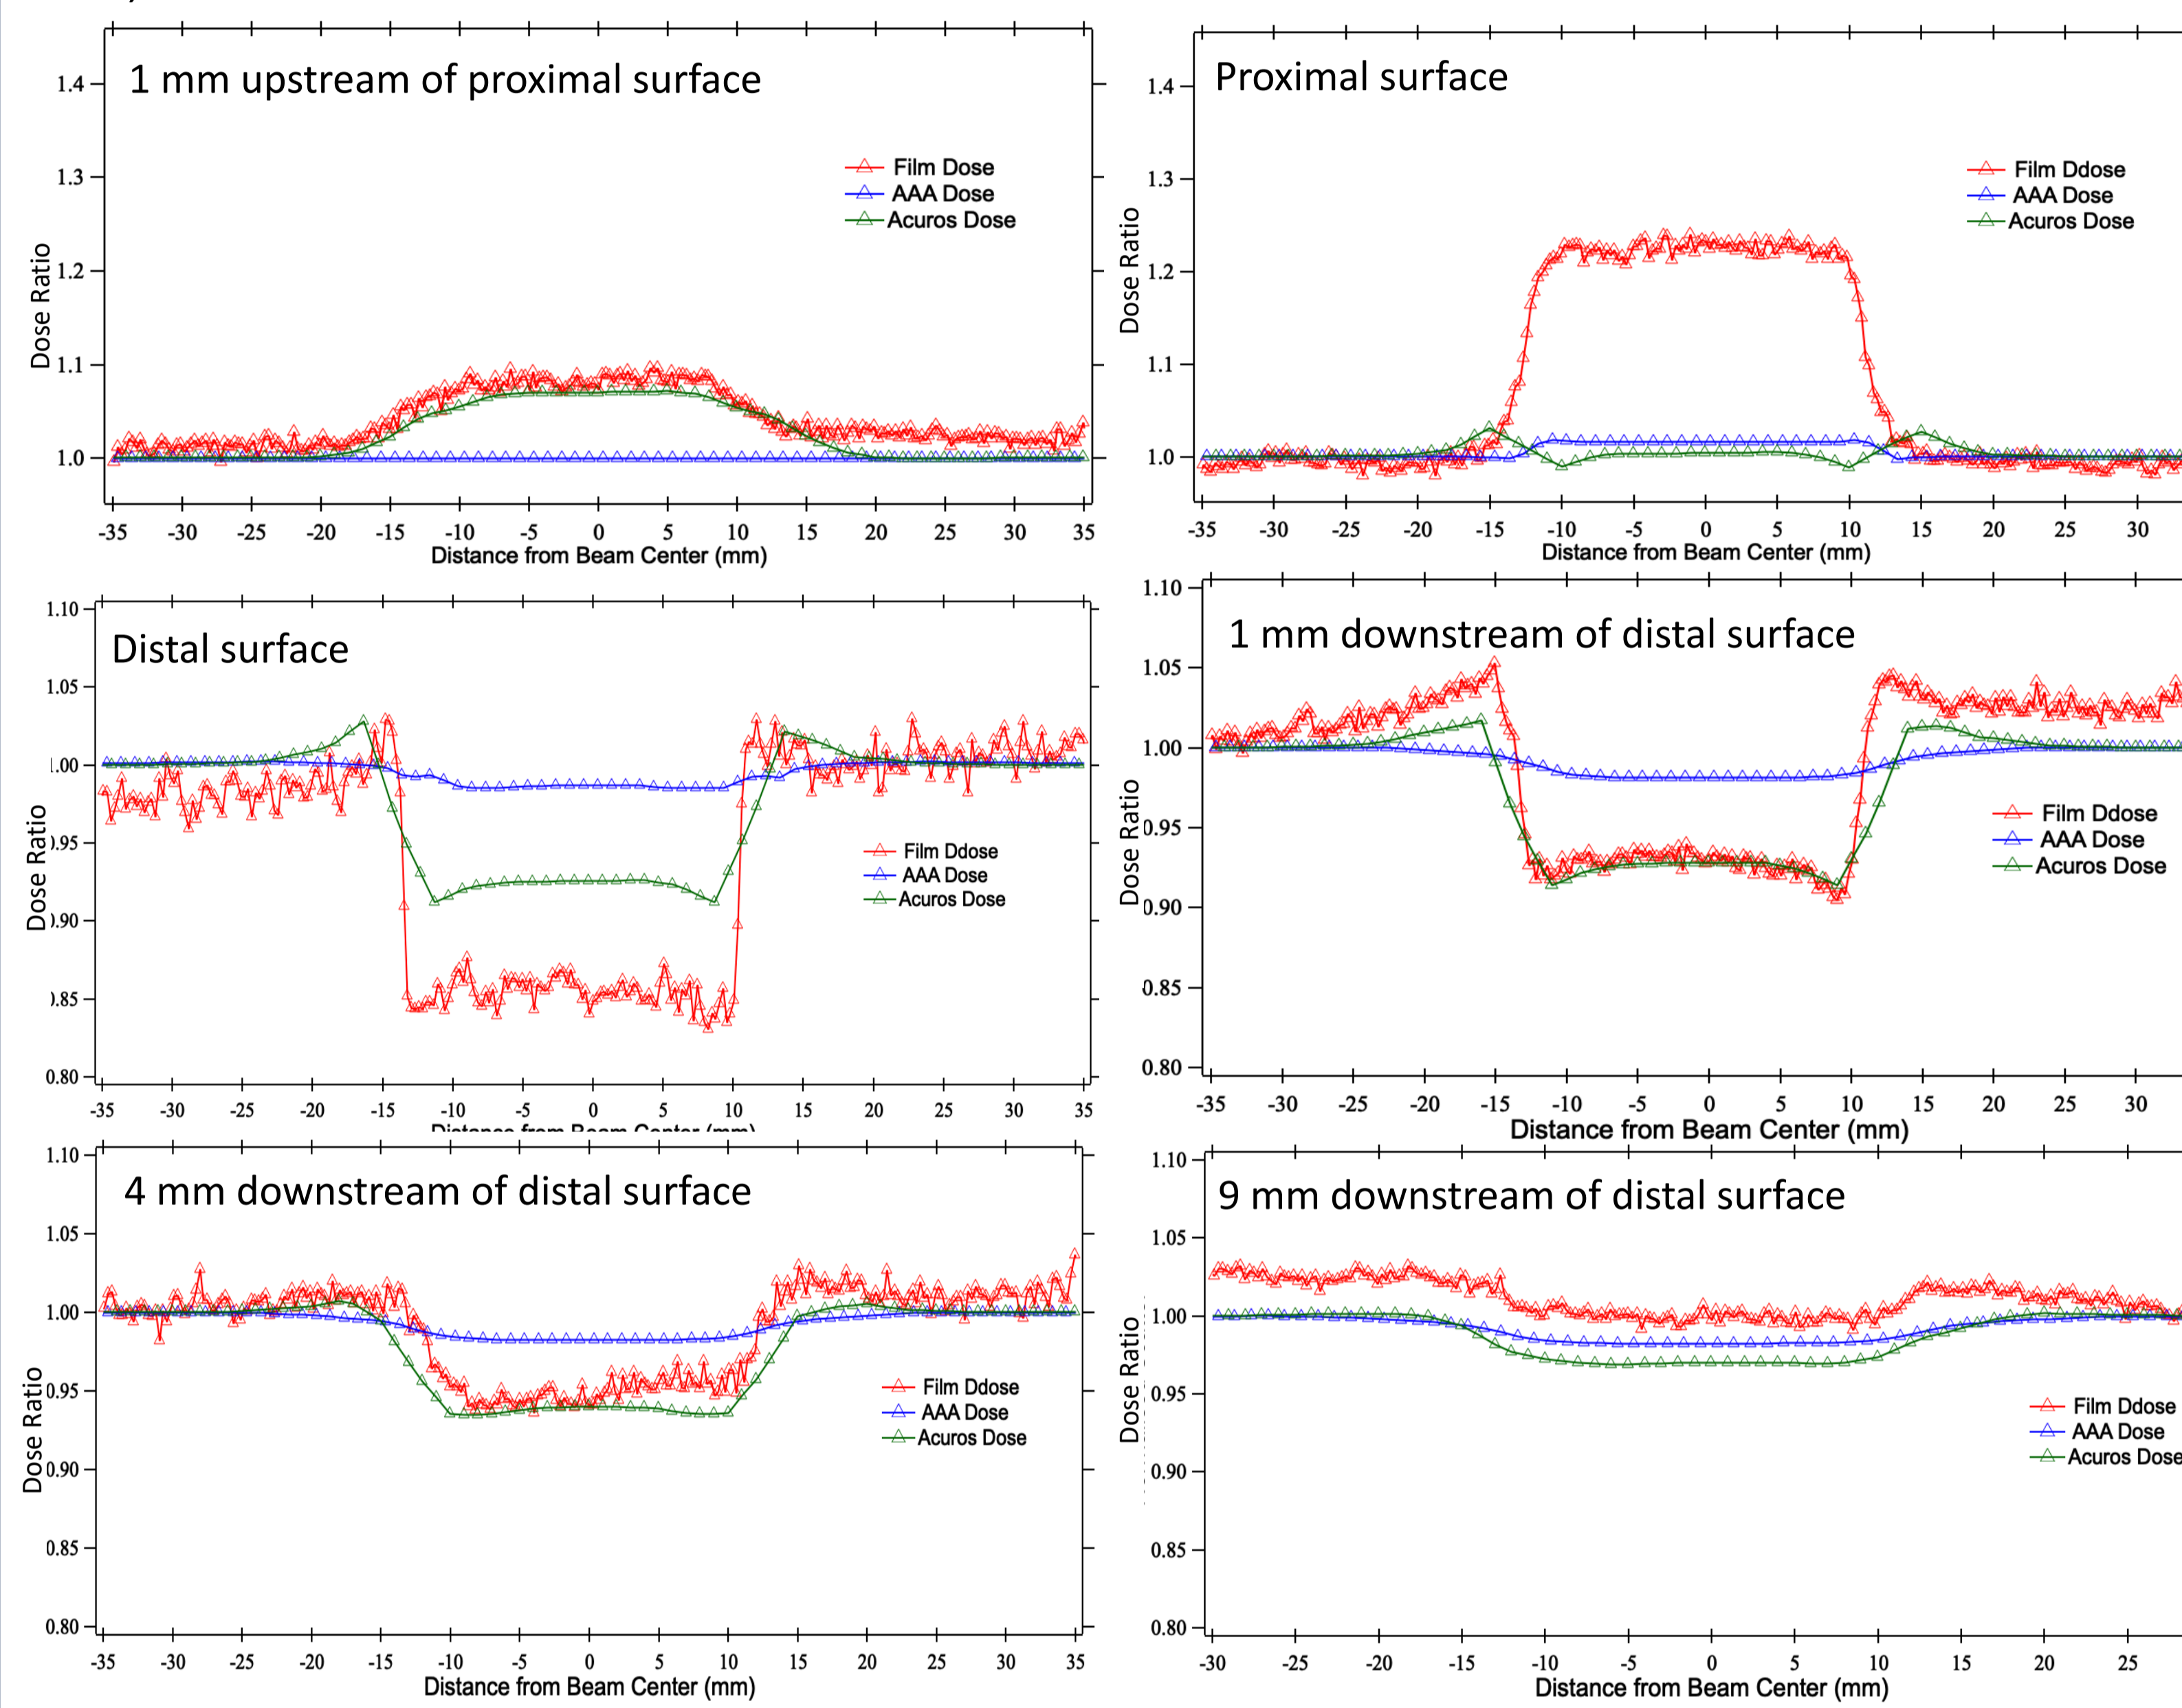 1 mm upstream of proximal surface
1.4
1.3
1.2
1.1
1.0
Dose Ratio
Film Dose
AAA Dose
Acuros Dose
-35 -30 -25 -20 -15 -10 -5 0 5 10 15 20 25 30 35
Distance from Beam Center (mm)
Proximal surface
1.4
1.3
1.2
1.1
1.0
Dose Ratio
Film Ddose
AAA Dose
Acuros Dose
-35 -30 -25 -20 -15 -10 -5 0 5 10 15 20 25 30
Distance from Beam Center (mm)
Distal surface
1.10
1.05
1.00
0.95
0.90
0.85
0.80
Dose Ratio
Film Ddose
AAA Dose
Acuros Dose
-35 -30 -25 -20 -15 -10 -5 0 5 10 15 20 25 30 35
Distance from Beam Center (mm)
1 mm downstream of distal surface
1.10
1.05
1.00
0.95
0.90
0.85
0.80
Dose Ratio
Film Ddose
AAA Dose
Acuros Dose
-35 -30 -25 -20 -15 -10 -5 0 5 10 15 20 25 30
Distance from Beam Center (mm)
4 mm downstream of distal surface
1.10
1.05
1.00
0.95
0.90
0.85
0.80
Dose Ratio
Film Ddose
AAA Dose
Acuros Dose
-35 -30 -25 -20 -15 -10 -5 0 5 10 15 20 25 30 35
Distance from Beam Center (mm)
9 mm downstream of distal surface
1.10
1.05
1.00
0.95
0.90
0.85
0.80
Dose Ratio
Film Ddose
AAA Dose
Acuros Dose
-30 -25 -20 -15 -10 -5 0 5 10 15 20 25
Distance from Beam Center (mm)